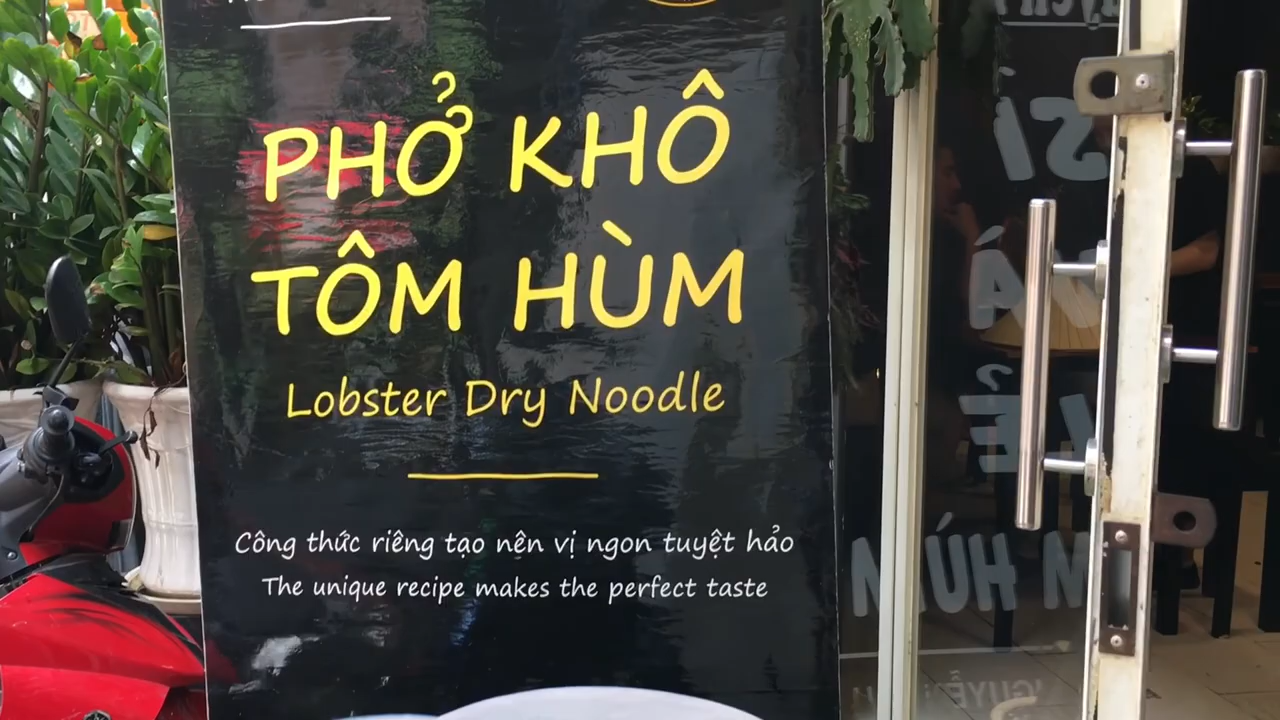 PHỞ KHÔ
TÔM HÙM
Lobster Dry Noodle
Công thức riêng tạo nên vị ngon tuyệt hảo
The unique recipe makes the perfect taste